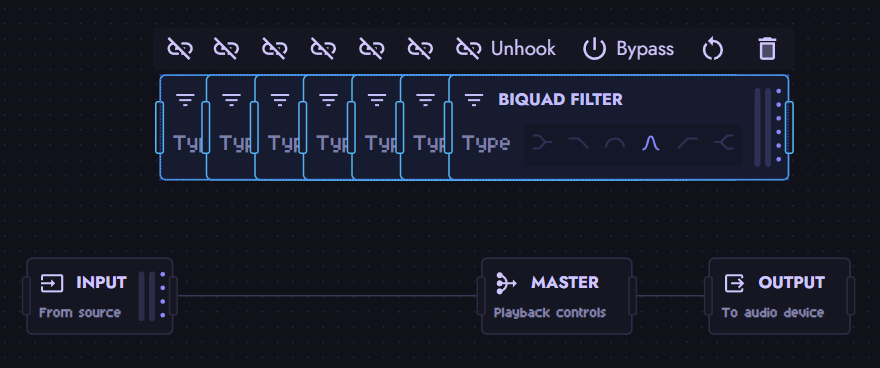 Unhook Bypass
BIQUAD FILTER
Typ Typ Typ Typ Typ Typ Type
INPUT MASTER OUTPUT
From source Playback controls To audio device